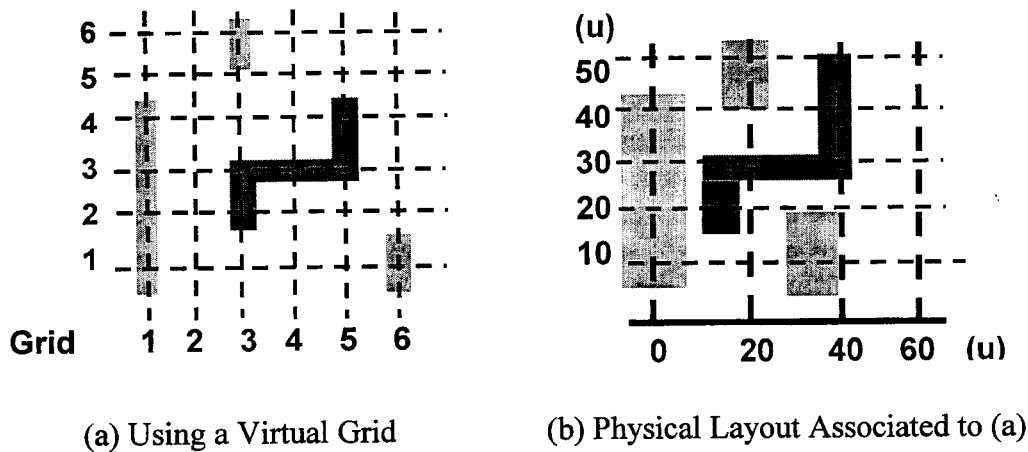 6
5
4
3
2
1
Grid 1 2 3 4 5 6
(u)
50
40
30
20
10
0 20 40 60 (u)
(a) Using a Virtual Grid
(b) Physical Layout Associated to (a)